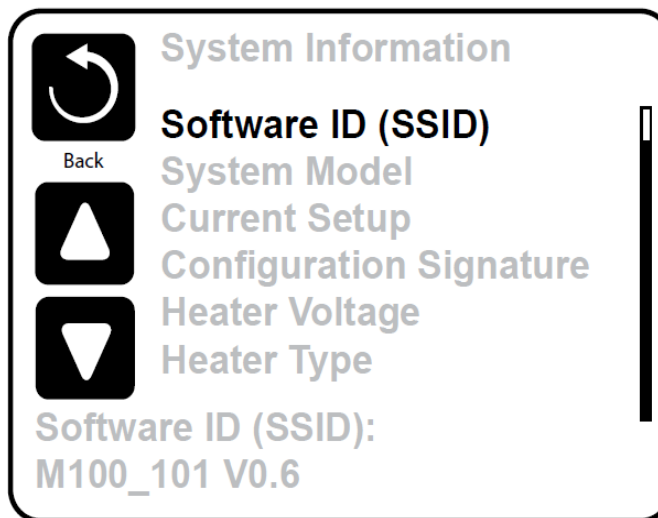 System Information
Software ID (SSID)
Back
System Model
Current Setup
Configuration Signature
Heater Voltage
Heater Type
Software ID (SSID):
M100_101 V0.6